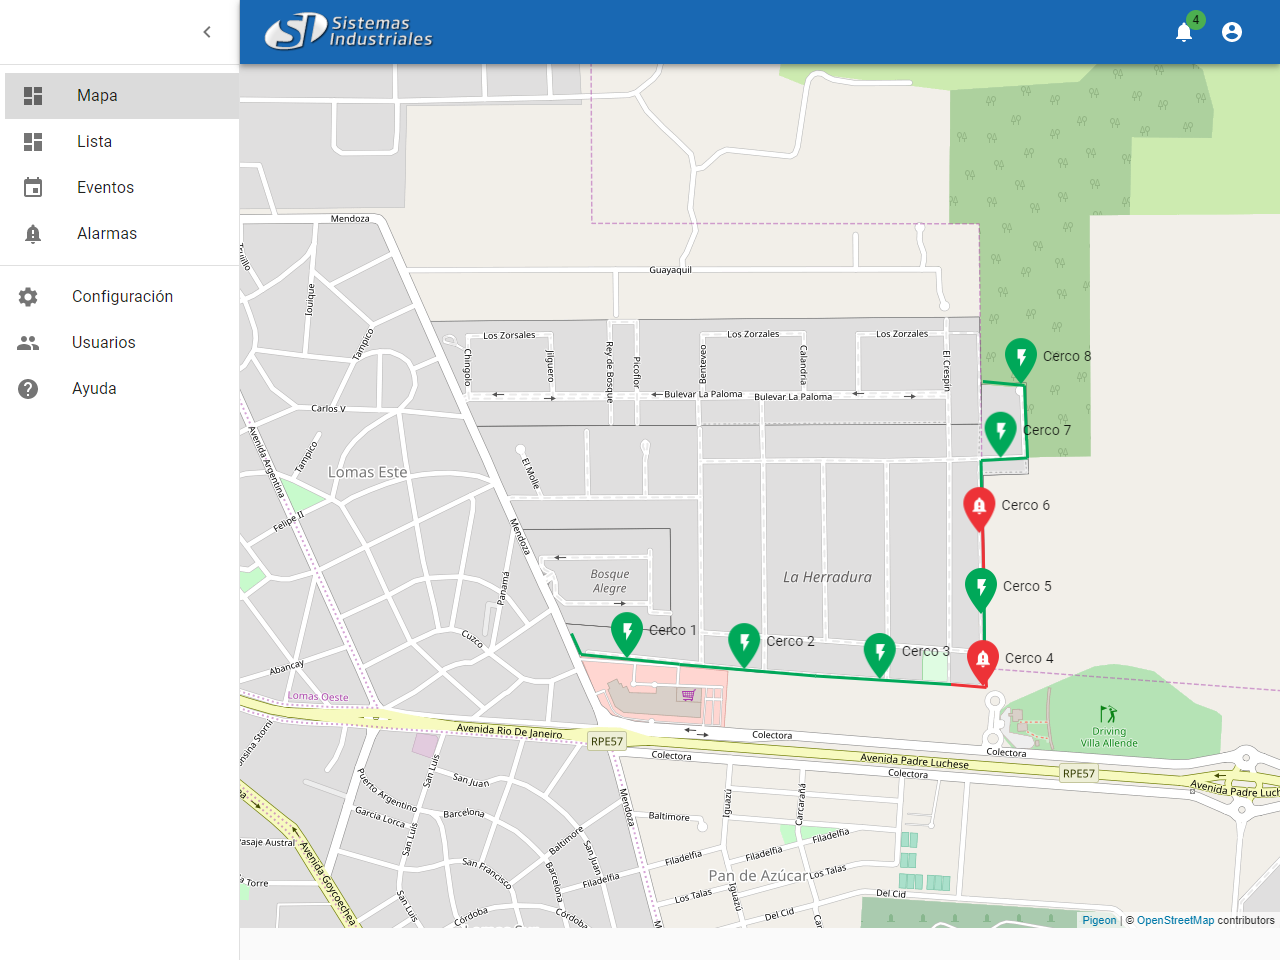 Sistemas
Industriales
4
Mapa
Lista
Eventos
Alarmas
Configuración
Usuarios
Ayuda
Mendoza
Trujillo
Iquique
Tampico
Guayaquil
Los Zorsales
Los Zorzales
Los Zorzales
Chingolo
Jilguero
Rey de Bosque
Picoflor
Benteveo
Calandria
El Crespin
Bulevar La Paloma
Bulevar La Paloma
Cerco 8
Cerco 7
Cerco 6
Cerco 5
Cerco 4
Cerco 3
Cerco 2
Cerco 1
Carlos V
Avenida Argentina
Tampico
Lomas Este
Felipe II
El Molle
Mendoza
Panamá
Bosque
Alegre
La Herradura
Cuzco
Abancay
Lomas Oeste
Avenida Rio De Janeiro
RPE57
Colectora
Colectora
Avenida Padre Luchese
Colectora
Colectora
RPE57
Avenida Padre Luch
Driving
Villa Allende
San Luis
San Juan
Puerto Argentino
Barcelona
García Lorca
San Luis
Baltimore
San Juan
San Francisco
Barcelona
Filadelfia
San Luis
Córdoba
Córdoba
Mendoza
Baltimore
Iguazú
Carcarañá
Filadelfia
Filadelfia
Filadelfia
Pan de Azúcar
Los Talas
Los Talas
Iguazú
Del Cid
Del Cid
Avenida Goycoechea
Pigeon | © OpenStreetMap contributors